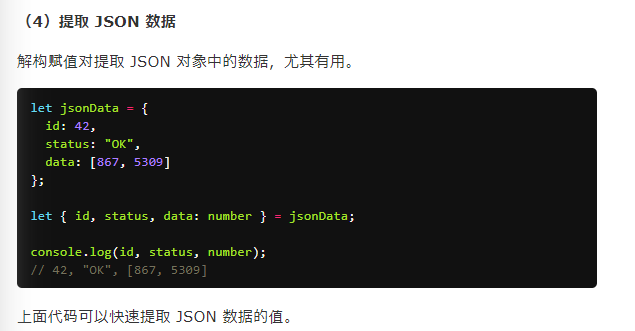 （4）提取 JSON 数据
解构赋值对提取 JSON 对象中的数据，尤其有用。
let jsonData = {
  id: 42,
  status: "OK",
  data: [867, 5309]
};
let { id, status, data: number } = jsonData;
console.log(id, status, number);
// 42, "OK", [867, 5309]
上面代码可以快速提取 JSON 数据的值。